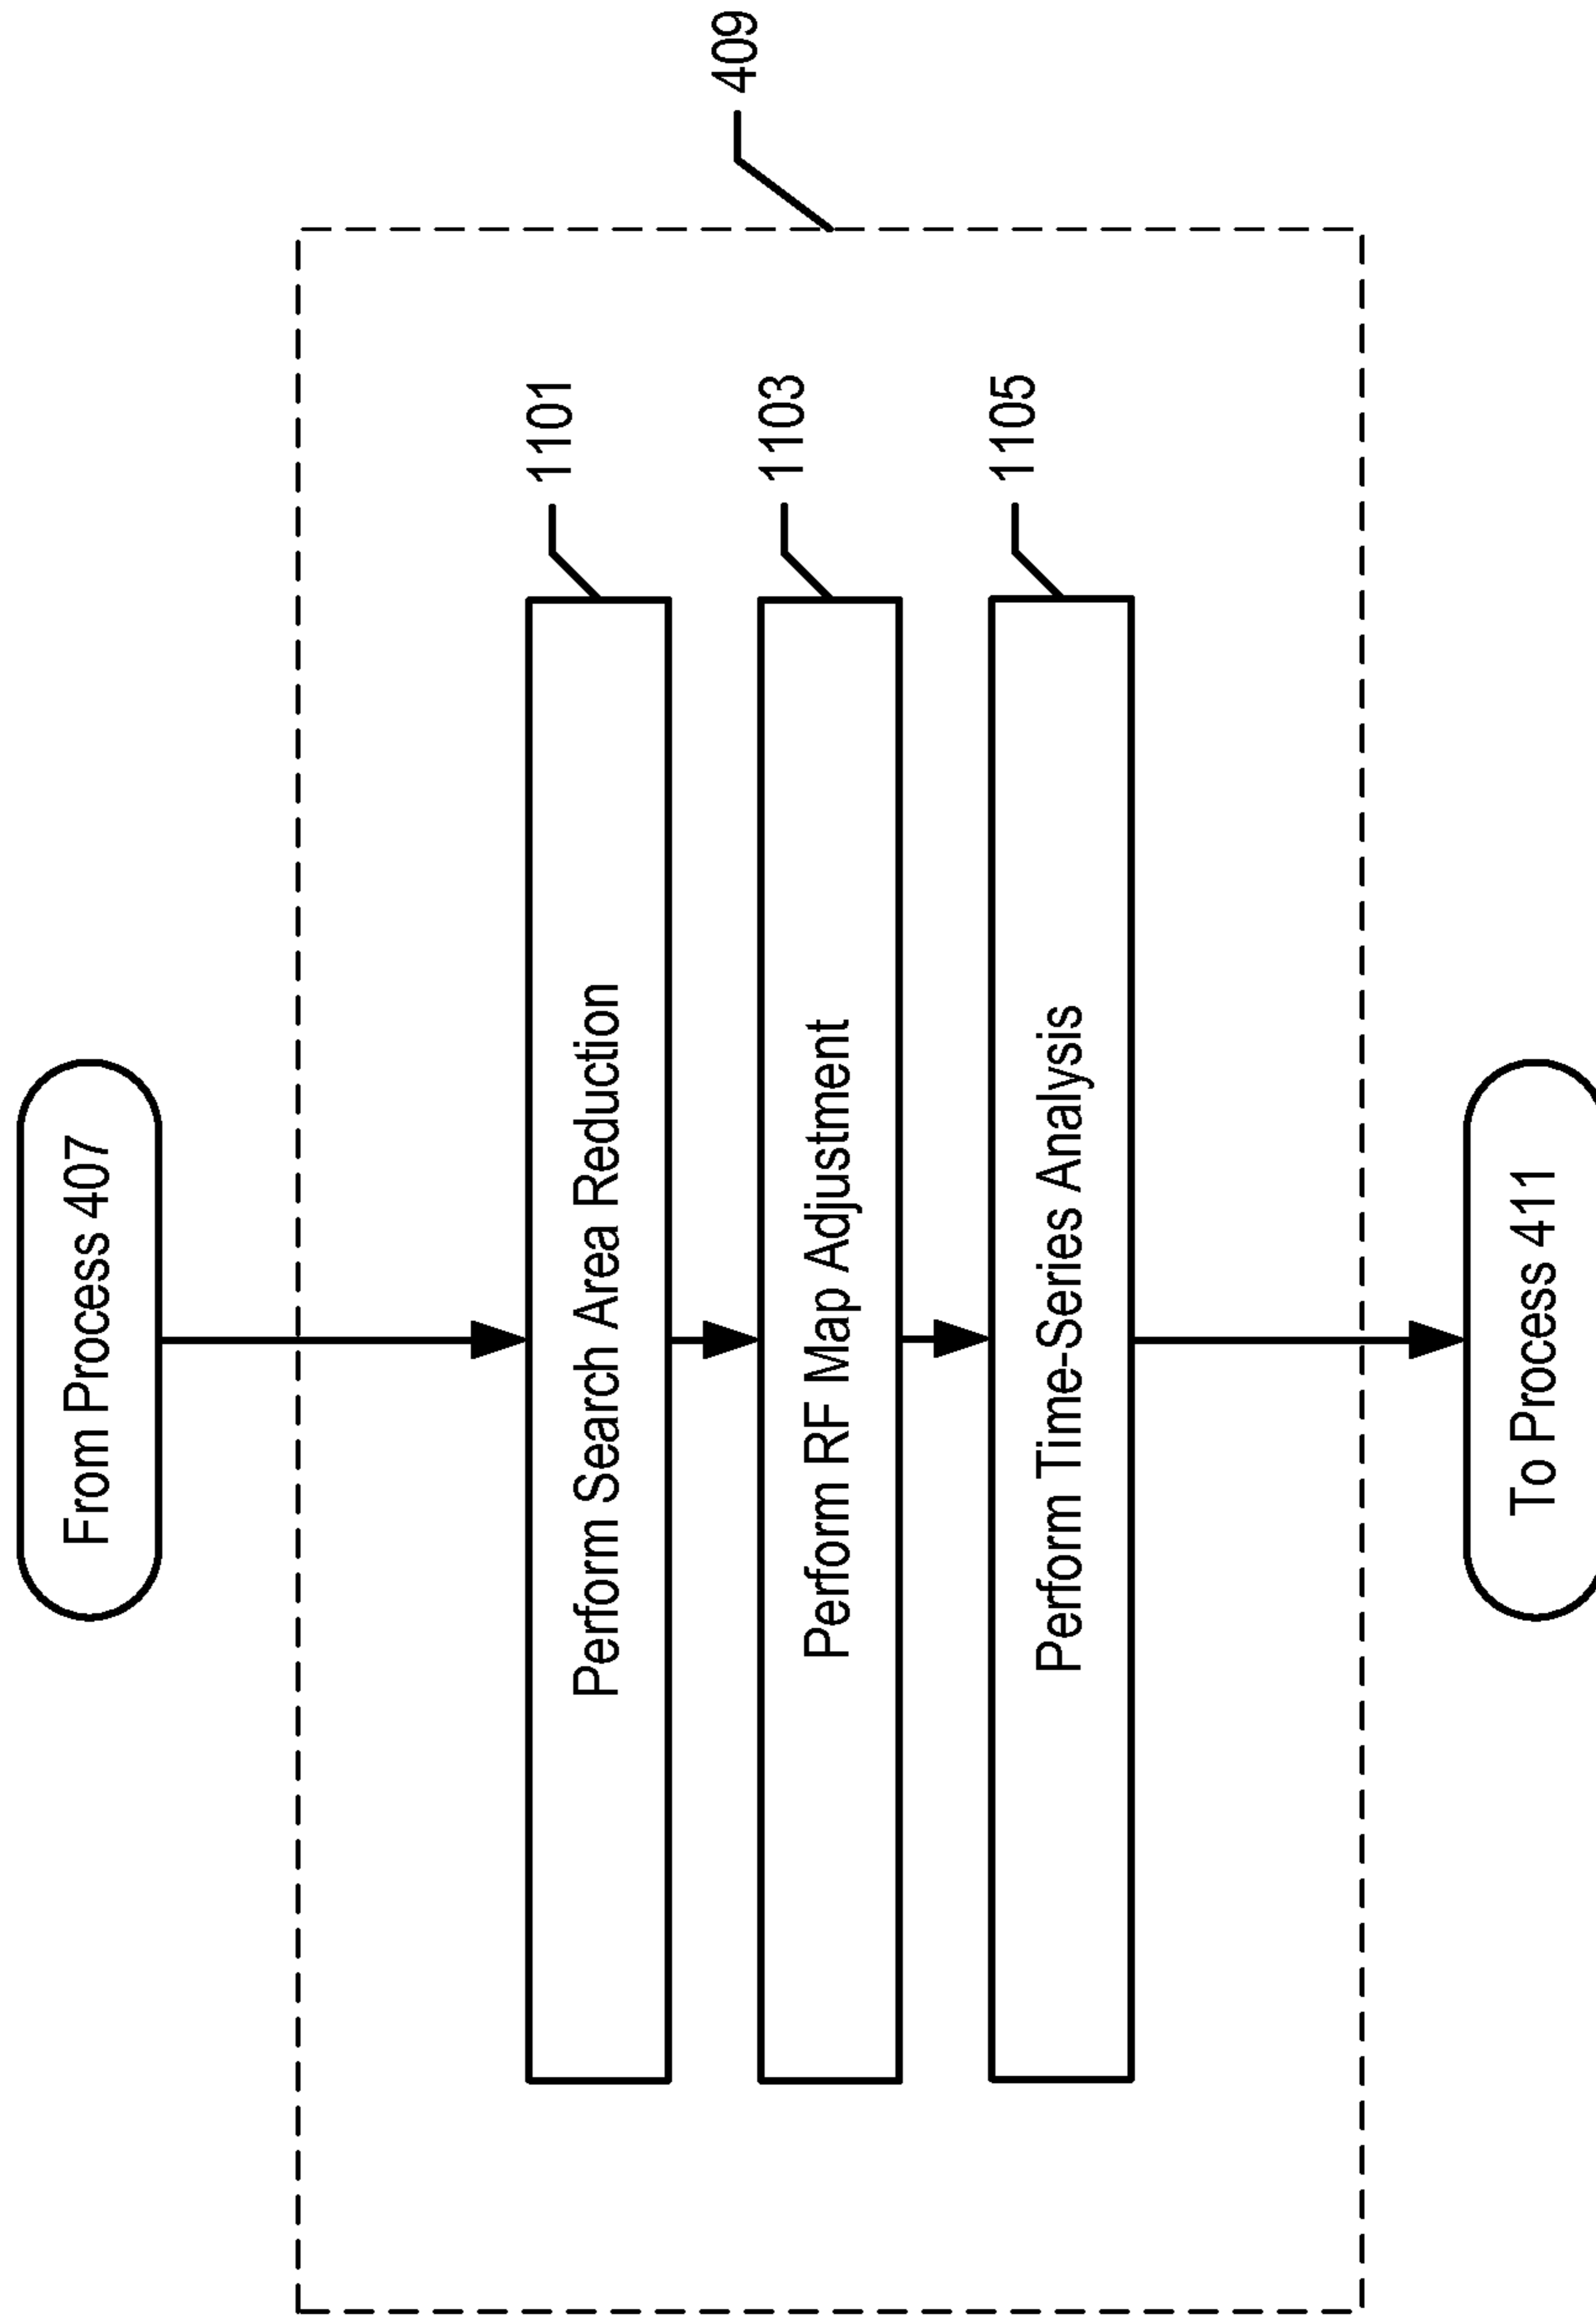 From Process 407
409
1101
Perform Search Area Reduction
1103
Perform RF Map Adjustment
1105
Perform Time-Series Analysis
To Process 411